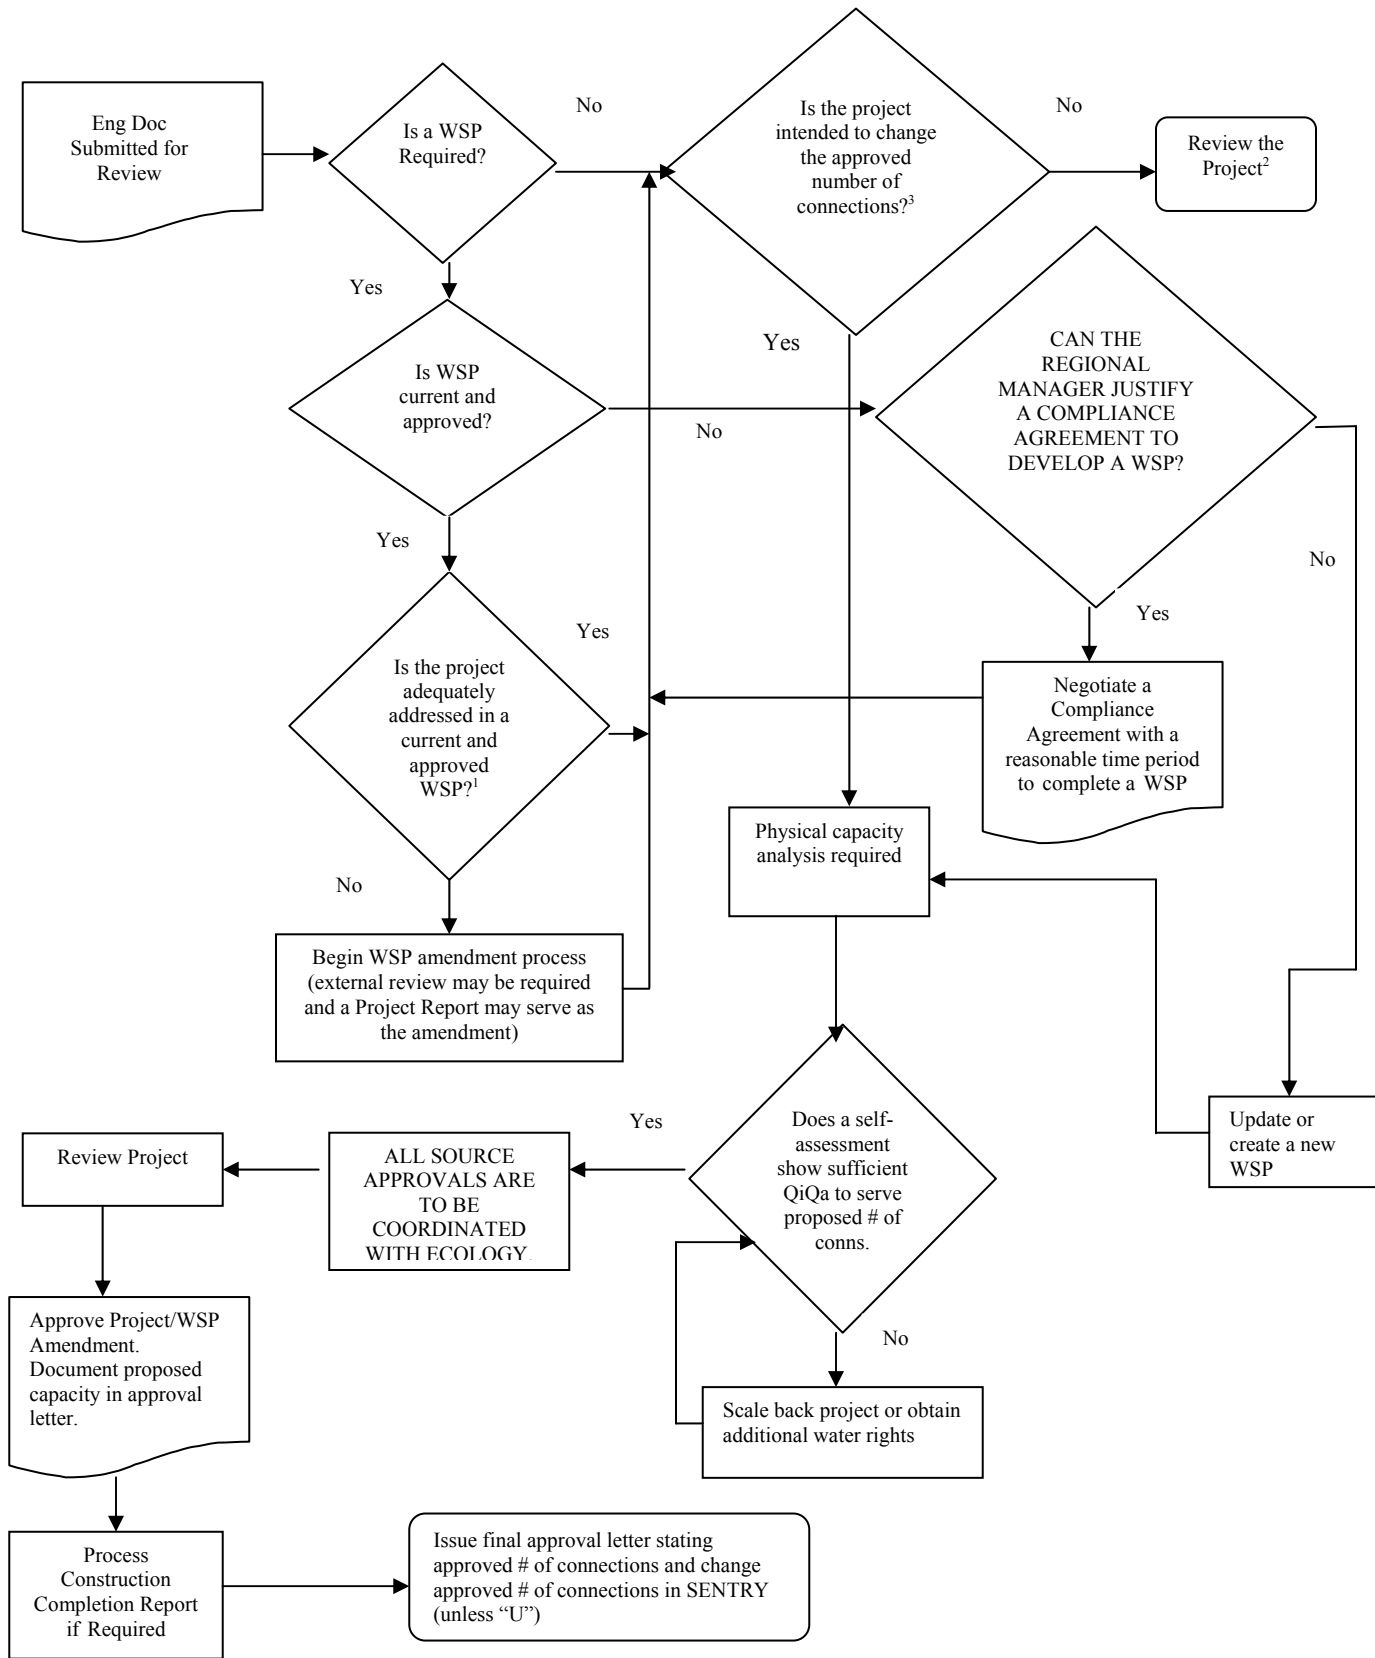 Eng Doc
Submitted for
Review
Is a WSP
Required?
No
Is the project
intended to change
the approved
number of
connections?3
No
Review the
Project2
Yes
Is WSP
current and
approved?
No
Yes
CAN THE
REGIONAL
MANAGER JUSTIFY
A COMPLIANCE
AGREEMENT TO
DEVELOP A WSP?
No
Yes
Yes
Is the project
adequately
addressed in a
current and
approved
WSP?1
Yes
Negotiate a
Compliance
Agreement with a
reasonable time period
to complete a WSP
Physical capacity
analysis required
No
Begin WSP amendment process
(external review may be required
and a Project Report may serve as
the amendment)
Does a self-
assessment
show sufficient
QiQa to serve
proposed # of
conns.
Yes
No
Update or
create a new
WSP
ALL SOURCE
APPROVALS ARE
TO BE
COORDINATED
WITH ECOLOGY.
Review Project
Scale back project or obtain
additional water rights
Approve Project/WSP
Amendment.
Document proposed
capacity in approval
letter.
Process
Construction
Completion Report
if Required
Issue final approval letter stating
approved # of connections and change
approved # of connections in SENTRY
(unless “U”)